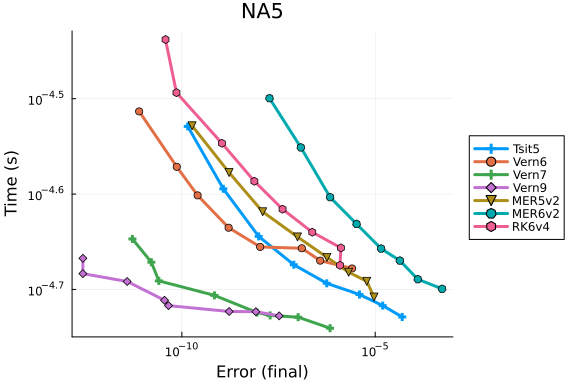 NA5
Time (s)
10^-4.5
10^-4.6
10^-4.7
10^-10
10^-5
Error (final)
Tsit5
Vern6
Vern7
Vern9
MER5v2
MER6v2
RK6v4